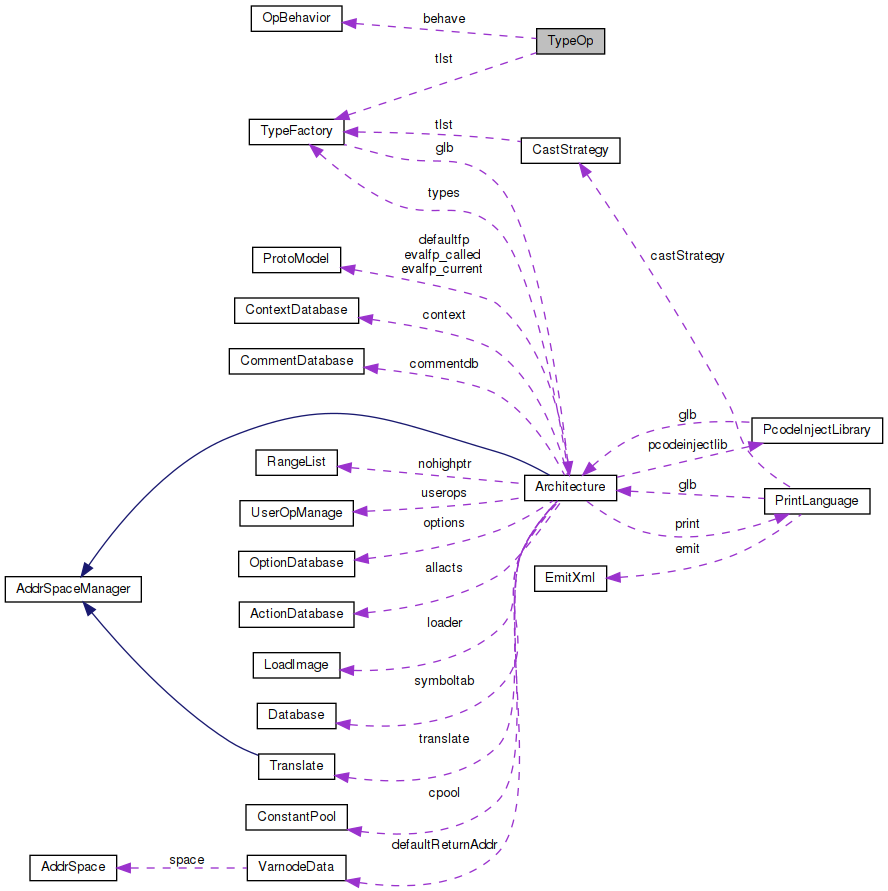 OpBehavior
behave
TypeOp
tlst
TypeFactory
tlst
glb
CastStrategy
types
defaultfp
evalfp_called
evalfp_current
ProtoModel
castStrategy
ContextDatabase
context
CommentDatabase
commentdb
glb
PcodeInjectLibrary
pcodeinjectlib
RangeList
nohighptr
Architecture
glb
PrintLanguage
userops
UserOpManage
options
print
emit
OptionDatabase
allacts
EmitXml
AddrSpaceManager
ActionDatabase
loader
LoadImage
symboltab
Database
translate
Translate
cpool
ConstantPool
defaultReturnAddr
AddrSpace
space
VarnodeData